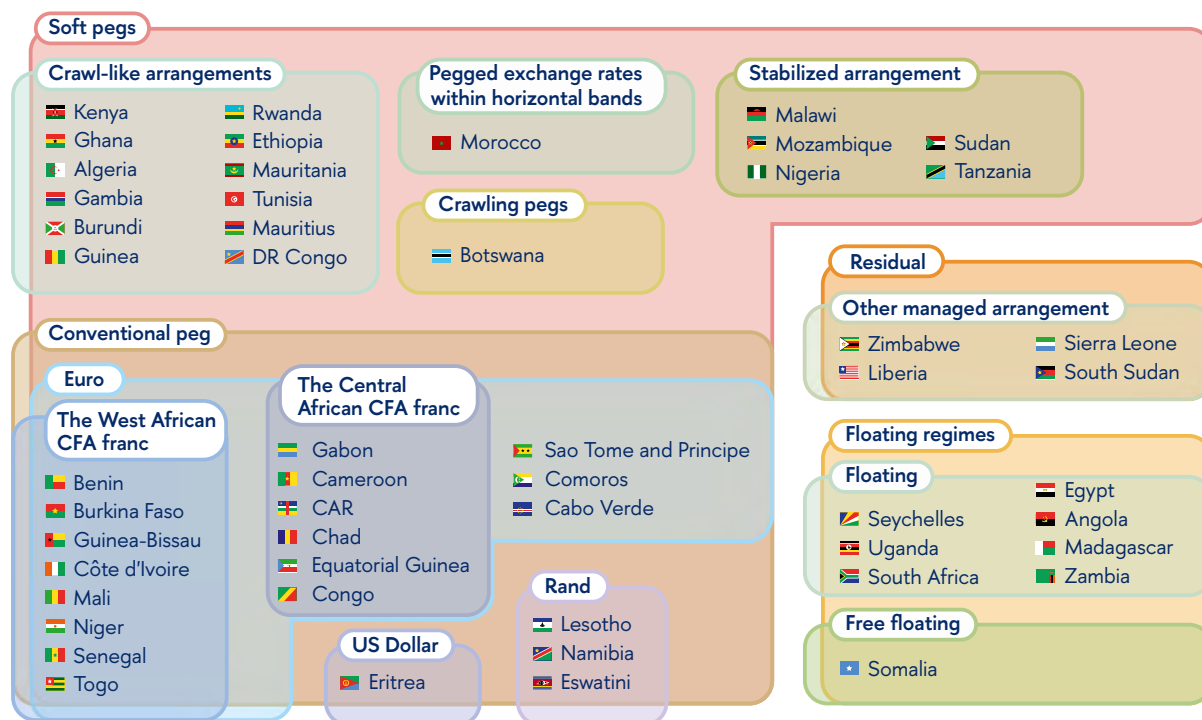 Soft pegs
Crawl-like arrangements
Kenya
Ghana
Algeria
Gambia
Burundi
Guinea
Rwanda
Ethiopia
Mauritania
Tunisia
Mauritius
DR Congo
Pegged exchange rates
within horizontal bands
Morocco
Crawling pegs
Botswana
Stabilized arrangement
Malawi
Mozambique
Nigeria
Sudan
Tanzania
Conventional peg
Euro
The West African
CFA franc
Benin
Burkina Faso
Guinea-Bissau
Côte d'Ivoire
Mali
Niger
Senegal
Togo
The Central
African CFA franc
Gabon
Cameroon
CAR
Chad
Equatorial Guinea
Congo
Sao Tome and Principe
Comoros
Cabo Verde
US Dollar
Eritrea
Rand
Lesotho
Namibia
Eswatini
Residual
Other managed arrangement
Zimbabwe
Liberia
Sierra Leone
South Sudan
Floating regimes
Floating
Seychelles
Uganda
South Africa
Egypt
Angola
Madagascar
Zambia
Free floating
Somalia